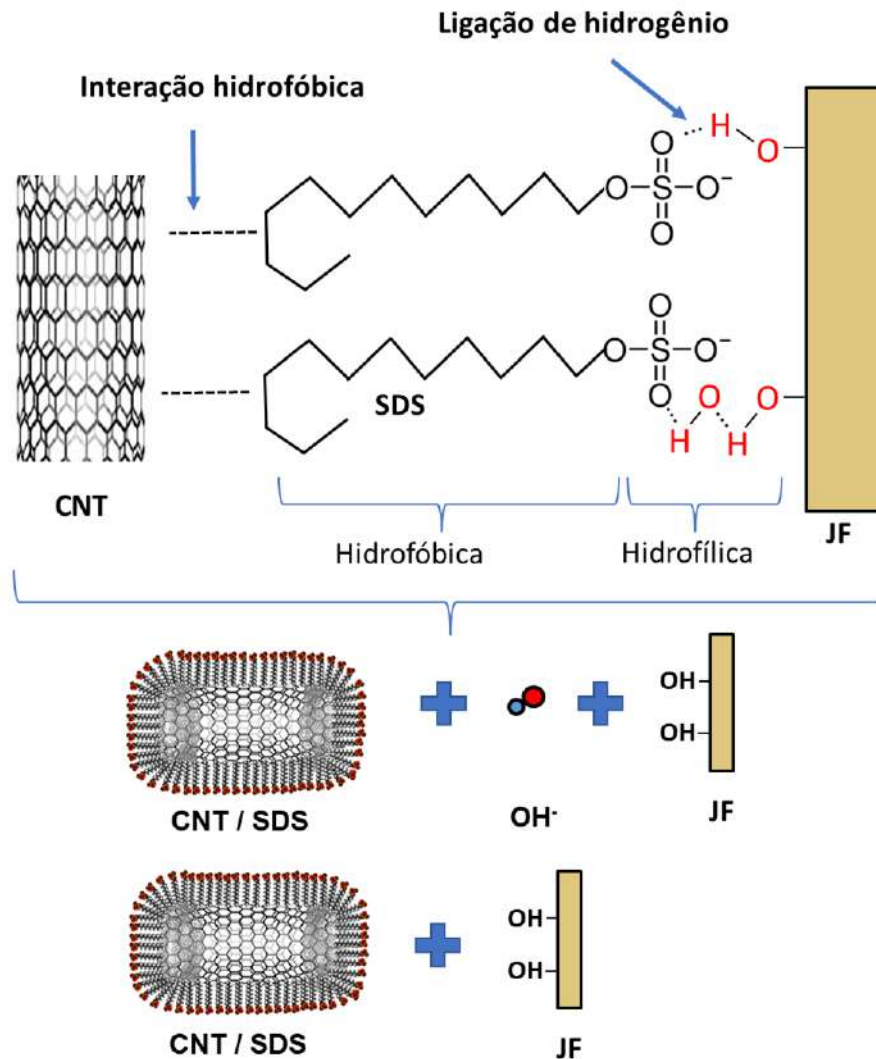 Ligação de hidrogênio
Interação hidrofóbica
O H
O
O S O⁻
O
O
O S O⁻
O O O
H H
SDS
CNT
JF
Hidrofóbica Hidrofílica
OH
OH
CNT / SDS OH⁻ JF
OH
OH
CNT / SDS JF